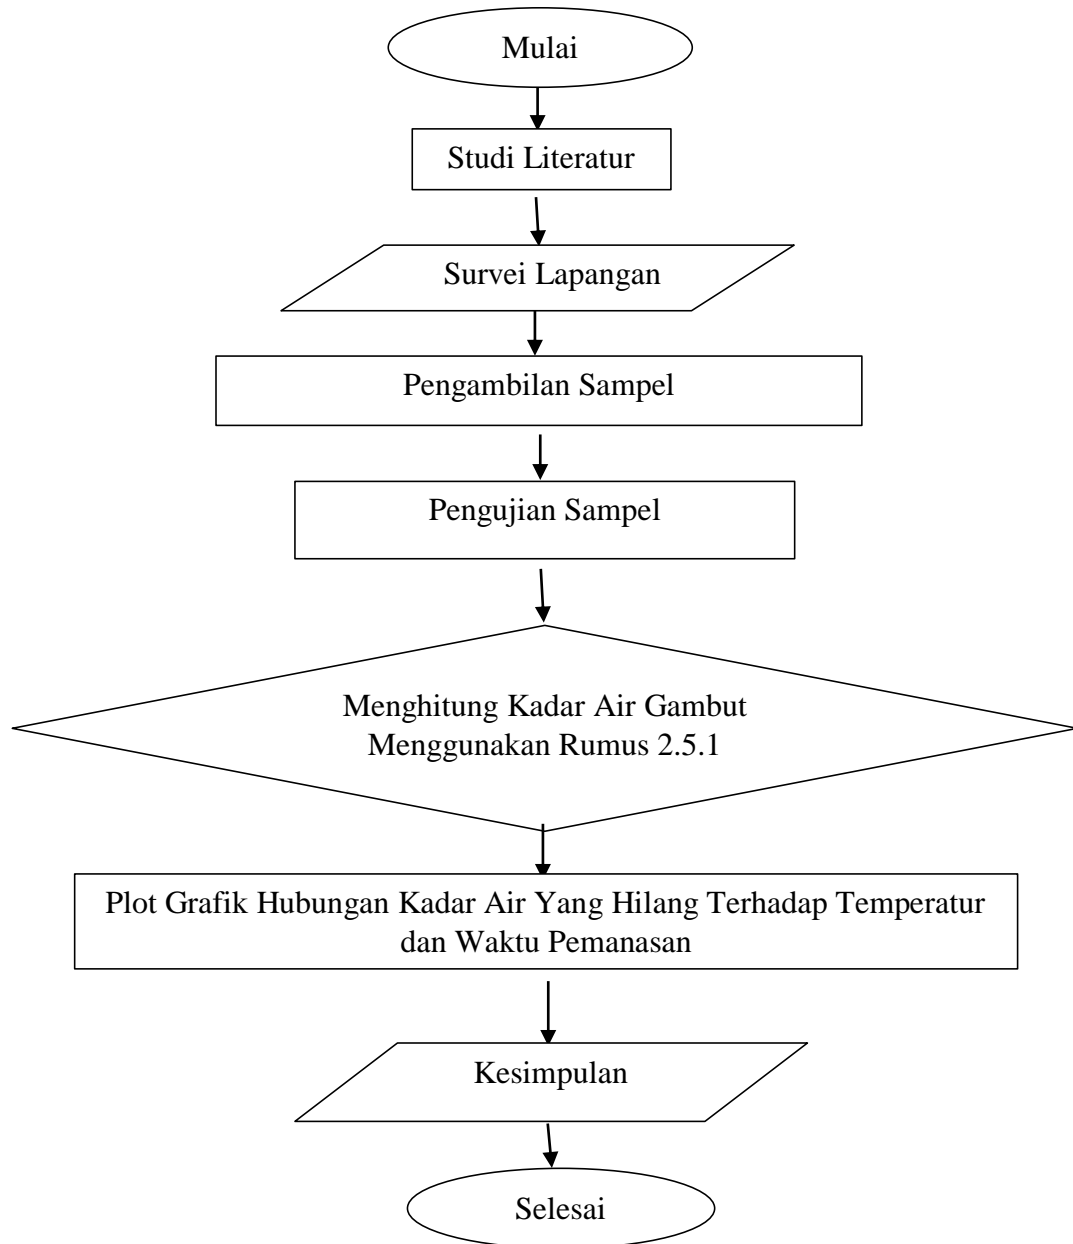 Mulai
Studi Literatur
Survei Lapangan
Pengambilan Sampel
Pengujian Sampel
Menghitung Kadar Air Gambut
Menggunakan Rumus 2.5.1
Plot Grafik Hubungan Kadar Air Yang Hilang Terhadap Temperatur
dan Waktu Pemanasan
Kesimpulan
Selesai